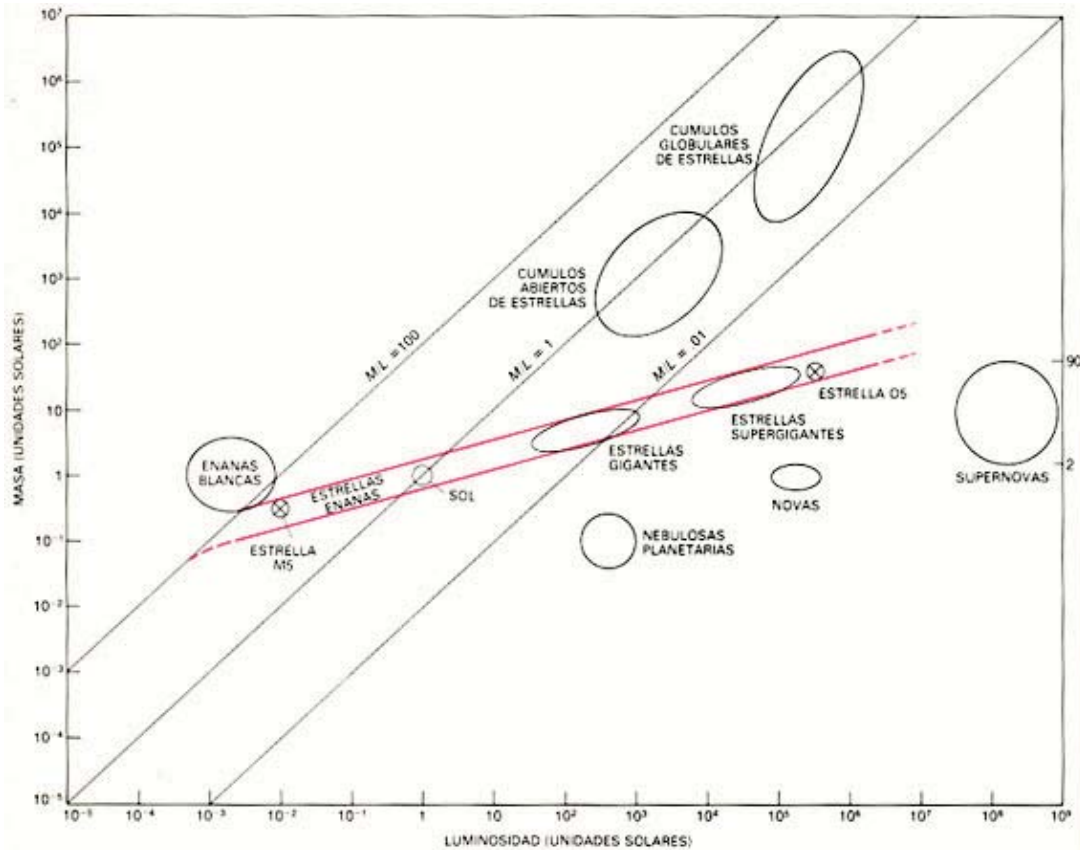 10⁷
10⁶
10⁵
10⁴
10³
10²
10
1
10⁻¹
10⁻²
10⁻³
10⁻⁴
10⁻⁵
MASA (UNIDADES SOLARES)
CUMULOS
GLOBULARES
DE ESTRELLAS
CUMULOS
ABIERTOS
DE ESTRELLAS
M:L = 100
M:L = 1
M:L = .01
90
2
ESTRELLA O5
ESTRELLAS
SUPERGIGANTES
ESTRELLAS
GIGANTES
ENANAS
BLANCAS
ESTRELLAS
ENANAS
SOL
NOVAS
SUPERNOVAS
ESTRELLA
M5
NEBULOSAS
PLANETARIAS
10⁻⁵
10⁻⁴
10⁻³
10⁻²
10⁻¹
1
10
10²
10³
10⁴
10⁵
10⁶
10⁷
10⁸
10⁹
LUMINOSIDAD (UNIDADES SOLARES)